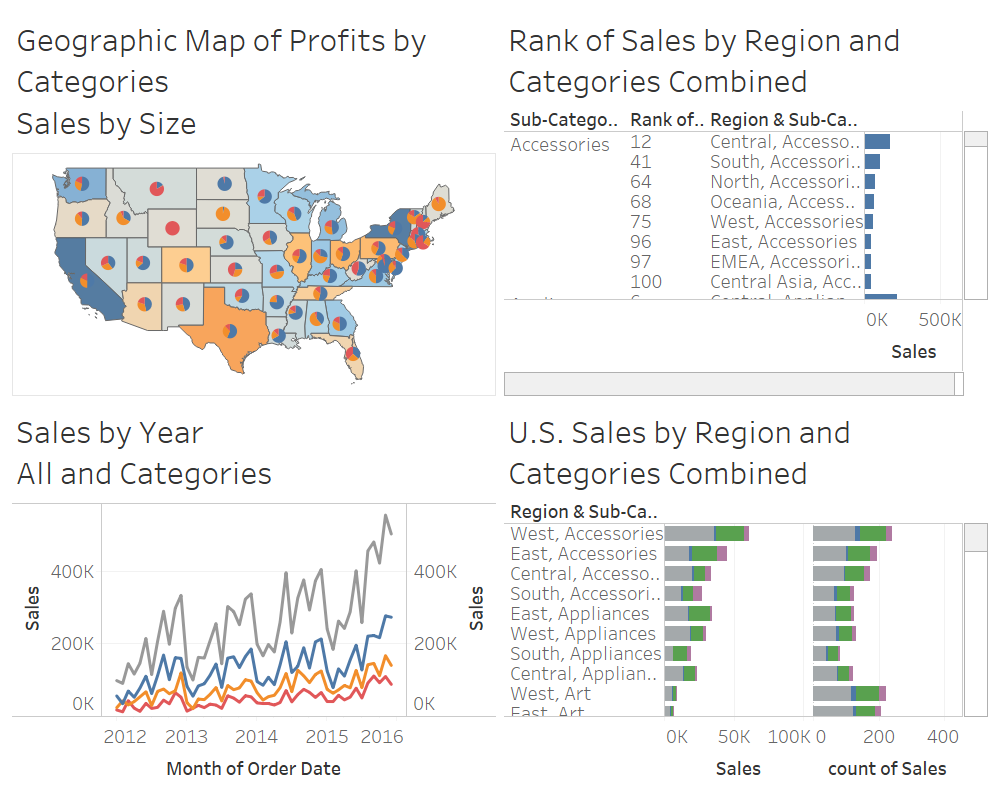 Geographic Map of Profits by
Categories
Sales by Size
Rank of Sales by Region and
Categories Combined
Sub-Catego.. Rank of.. Region & Sub-Ca..
Accessories 12 Central, Accesso..
41 South, Accessori..
64 North, Accessori..
68 Oceania, Access..
75 West, Accessories
96 East, Accessories
97 EMEA, Accessori..
100 Central Asia, Acc..
0K 500K
Sales
Sales by Year
All and Categories
400K 400K
200K 200K
0K 0K
Sales
Sales
2012 2013 2014 2015 2016
Month of Order Date
U.S. Sales by Region and
Categories Combined
Region & Sub-Ca..
West, Accessories
East, Accessories
Central, Accesso..
South, Accessori..
East, Appliances
West, Appliances
South, Appliances
Central, Applian..
West, Art
East, Art
0K 50K 100K 0 200 400
Sales count of Sales